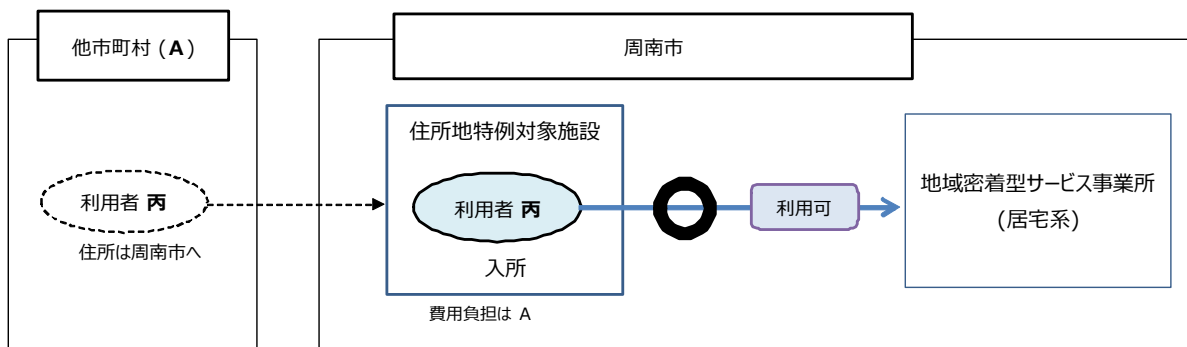 他市町村 (A)
周南市
住所地特例対象施設
利用者 丙
住所は周南市へ
利用者 丙
入所
費用負担は A
利用可
地域密着型サービス事業所
(居宅系)